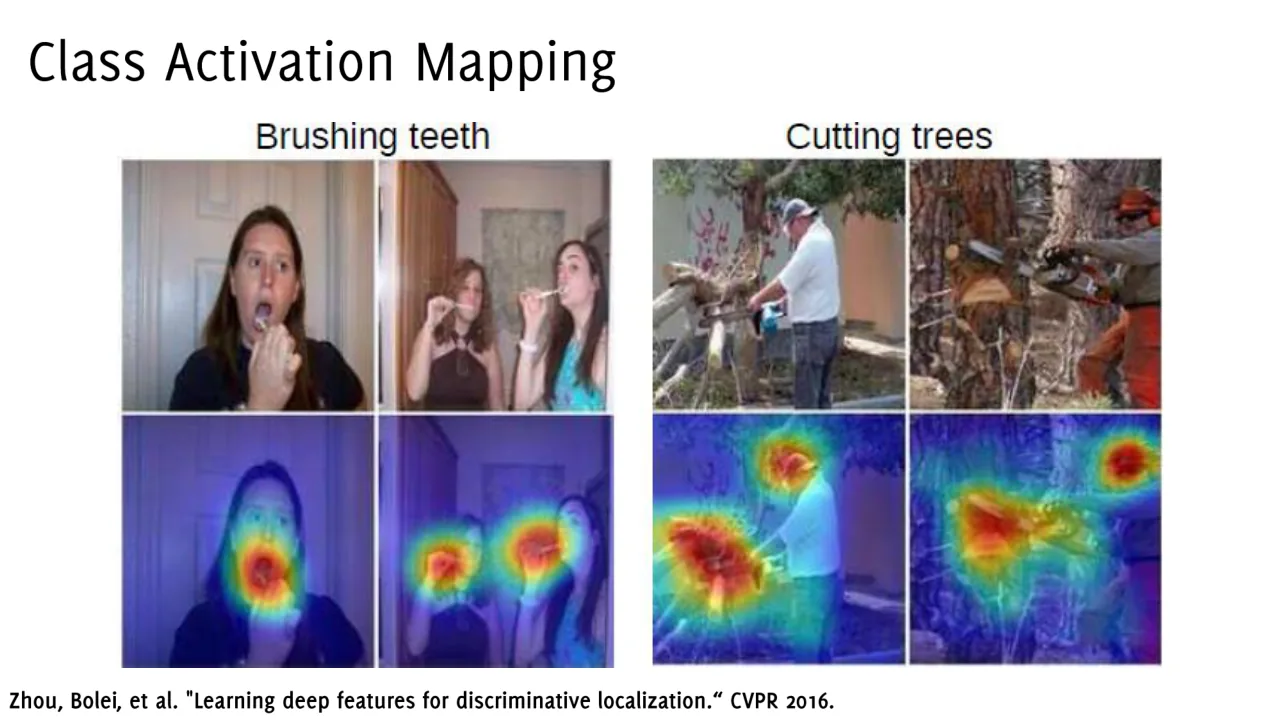 Class Activation Mapping
Brushing teeth
Cutting trees
Zhou, Bolei, et al. "Learning deep features for discriminative localization.“ CVPR 2016.